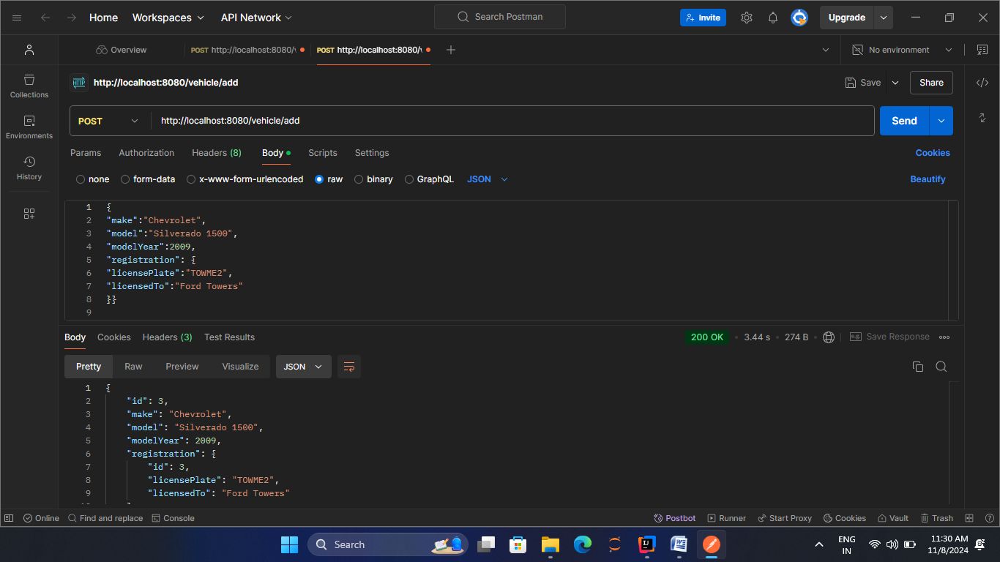 Home Workspaces API Network Search Postman Invite Upgrade
Overview POST http://localhost:8080/v POST http://localhost:8080/v No environment
HTTP http://localhost:8080/vehicle/add Save Share
Collections
POST http://localhost:8080/vehicle/add Send
Environments
Params Authorization Headers (8) Body Scripts Settings Cookies
History
none form-data x-www-form-urlencoded raw binary GraphQL JSON Beautify
1 {
2 "make":"Chevrolet",
3 "model":"Silverado 1500",
4 "modelYear":2009,
5 "registration": {
6 "licensePlate":"TOWME2",
7 "licensedTo":"Ford Towers"
8 }}
9
Body Cookies Headers (3) Test Results 200 OK 3.44 s 274 B e.g. Save Response
Pretty Raw Preview Visualize JSON
1 {
2 "id": 3,
3 "make": "Chevrolet",
4 "model": "Silverado 1500",
5 "modelYear": 2009,
6 "registration": {
7 "id": 3,
8 "licensePlate": "TOWME2",
9 "licensedTo": "Ford Towers"
Online Find and replace Console Postbot Runner Start Proxy Cookies Vault Trash
Search ENG IN 11:30 AM 11/8/2024